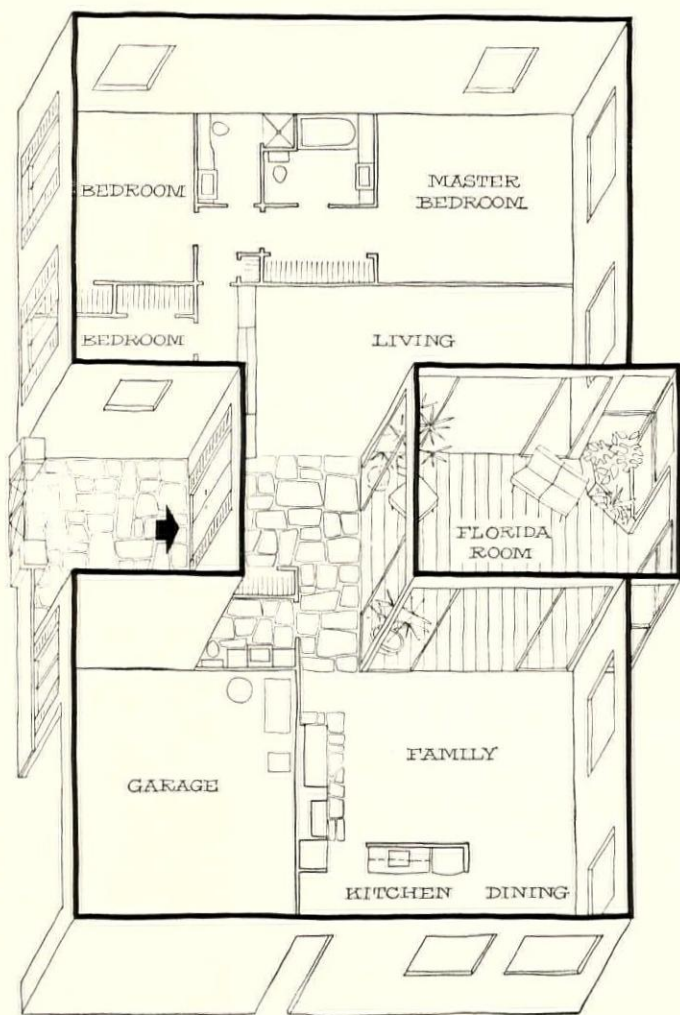 BEDROOM
MASTER
BEDROOM
BEDROOM
LIVING
FLORIDA
ROOM
FAMILY
GARAGE
KITCHEN
DINING